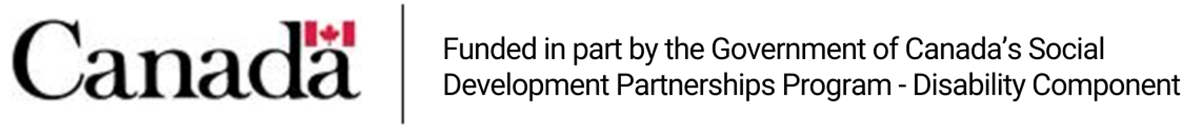 Canada
Funded in part by the Government of Canada’s Social
Development Partnerships Program - Disability Component